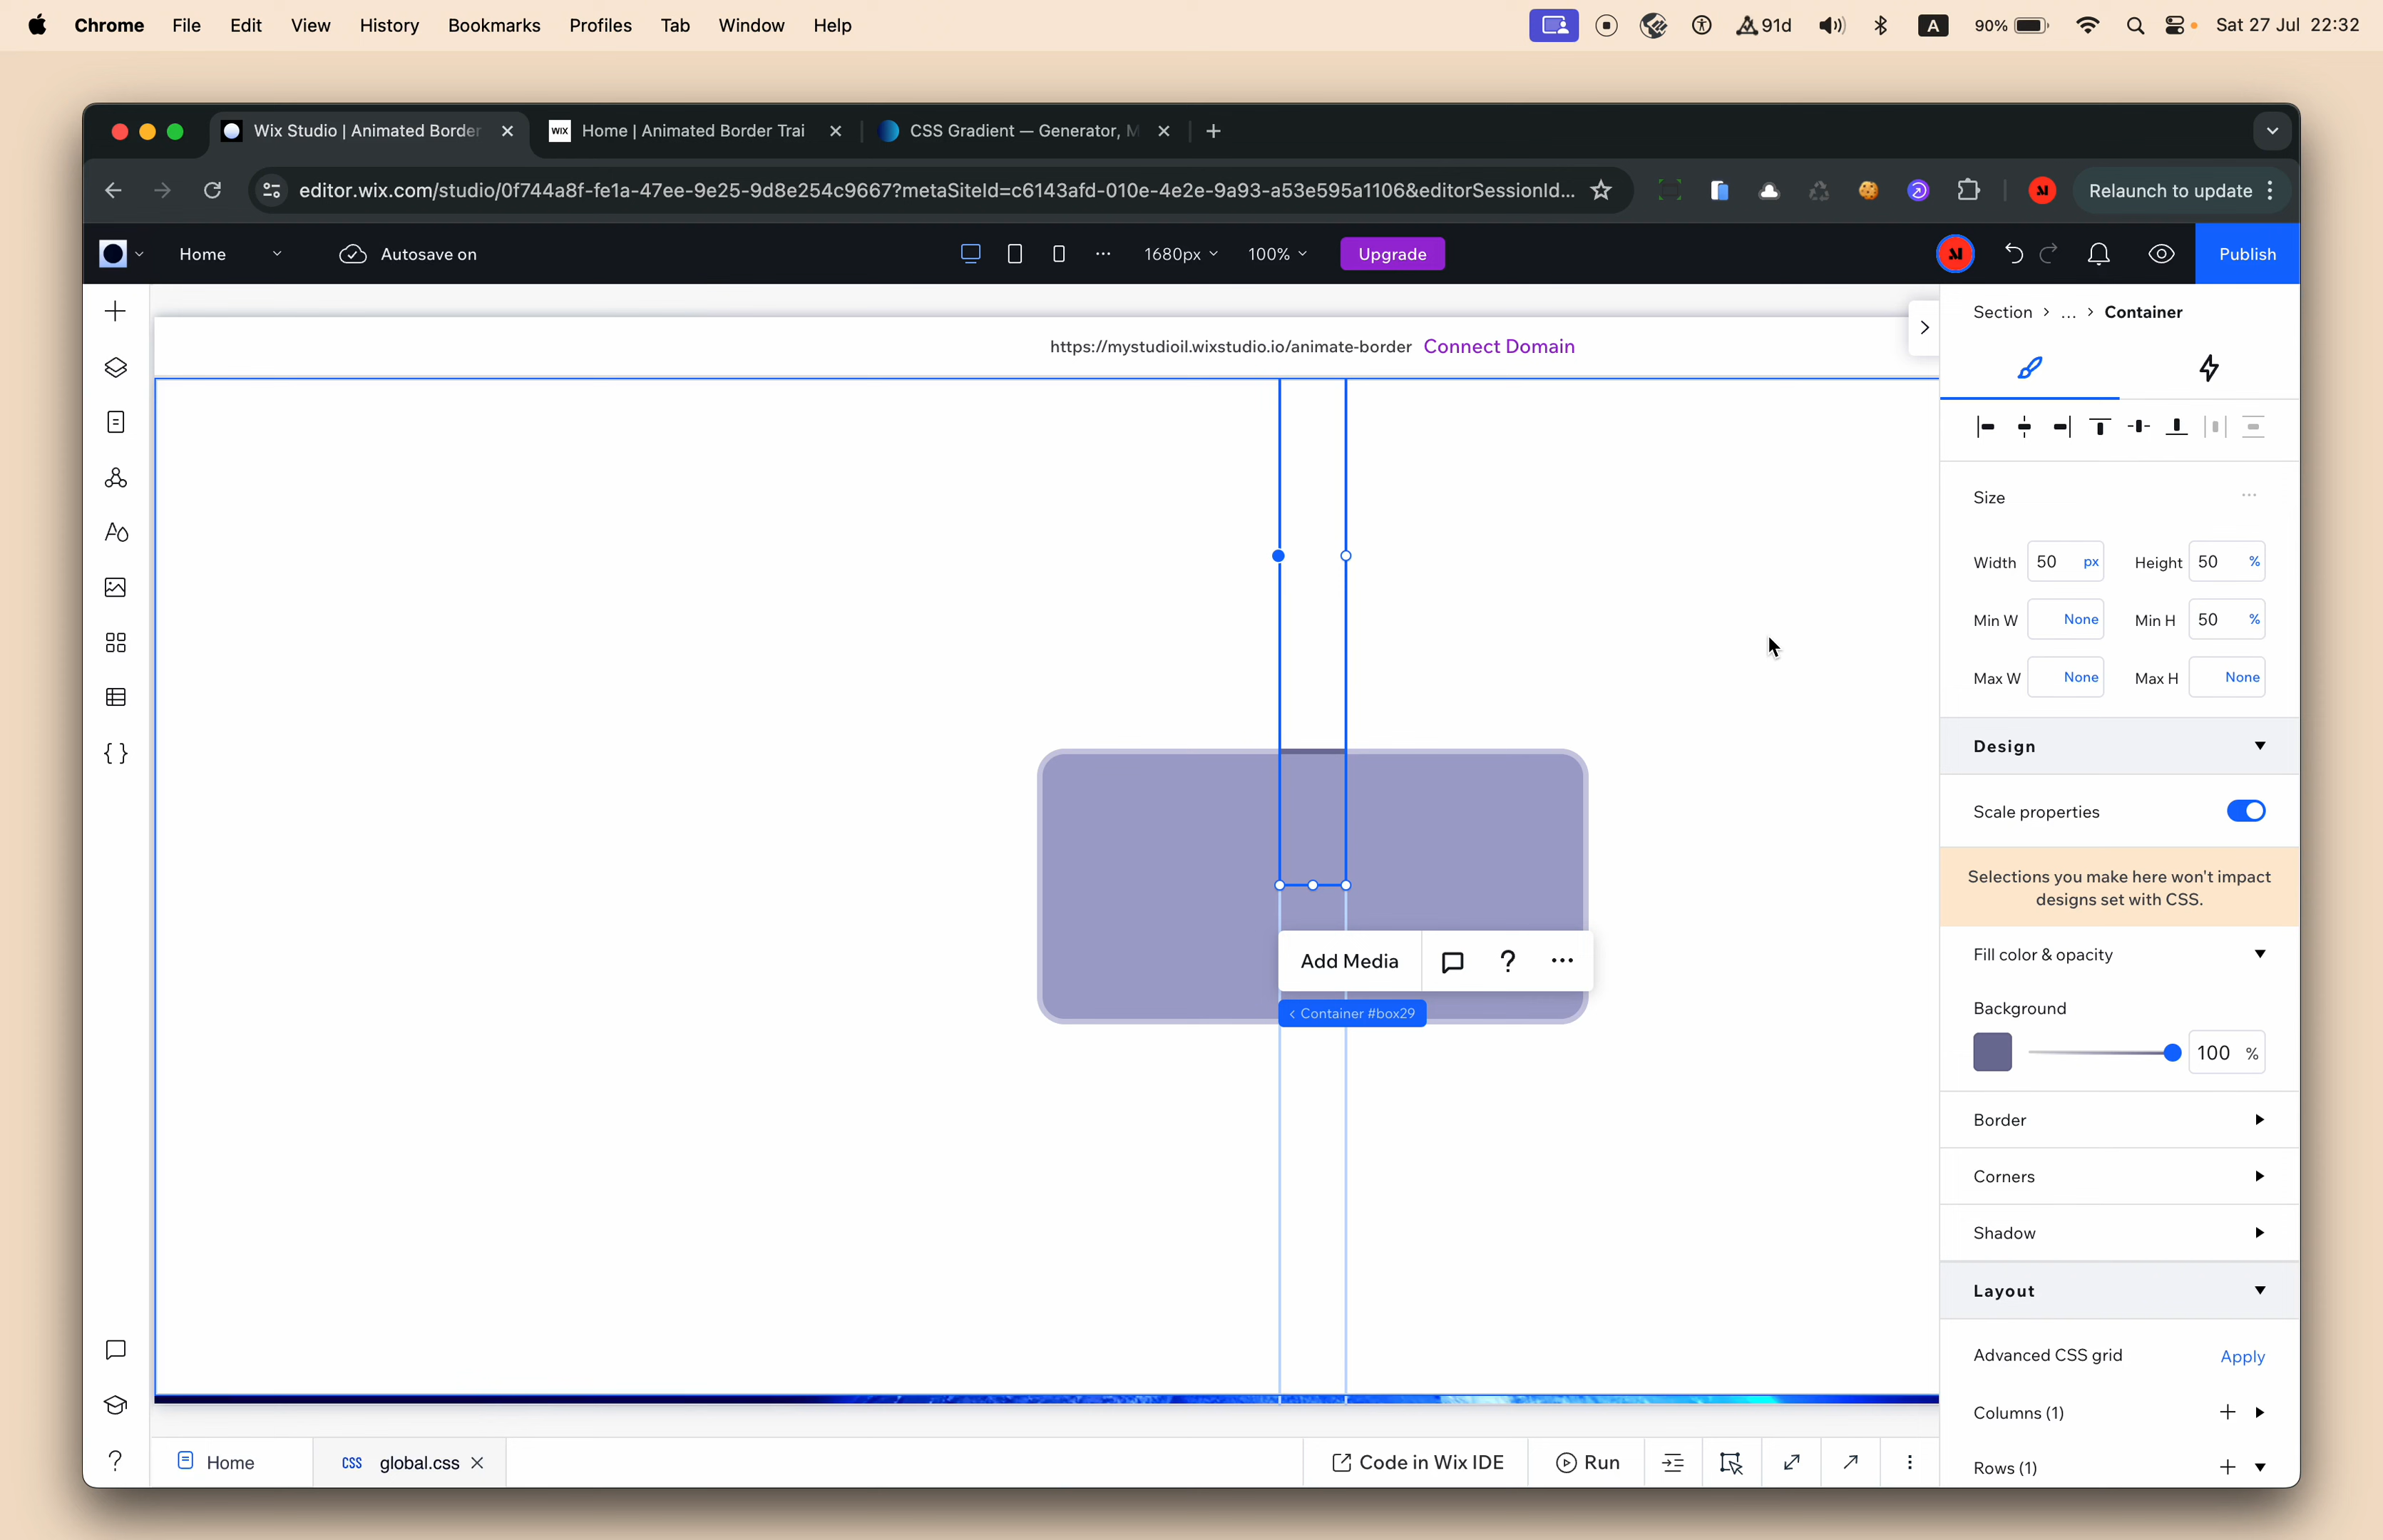 Chrome File Edit View History Bookmarks Profiles Tab Window Help 91d A 90% Sat 27 Jul 22:32
Wix Studio | Animated Border WIX Home | Animated Border Trai CSS Gradient — Generator, M
editor.wix.com/studio/0f744a8f-fe1a-47ee-9e25-9d8e254c9667?metaSiteId=c6143afd-010e-4e2e-9a93-a53e595a1106&editorSessionId... Relaunch to update
Home Autosave on ... 1680px 100% Upgrade Publish
https://mystudioil.wixstudio.io/animate-border Connect Domain
Section > ... > Container
Size ...
Width 50 px Height 50 %
Min W None Min H 50 %
Max W None Max H None
Design
Scale properties
Selections you make here won't impact
designs set with CSS.
Fill color & opacity
Background
100 %
Border
Corners
Shadow
Layout
Advanced CSS grid Apply
Columns (1)
Rows (1)
Add Media ? ...
< Container #box29
Home CSS global.css Code in Wix IDE Run